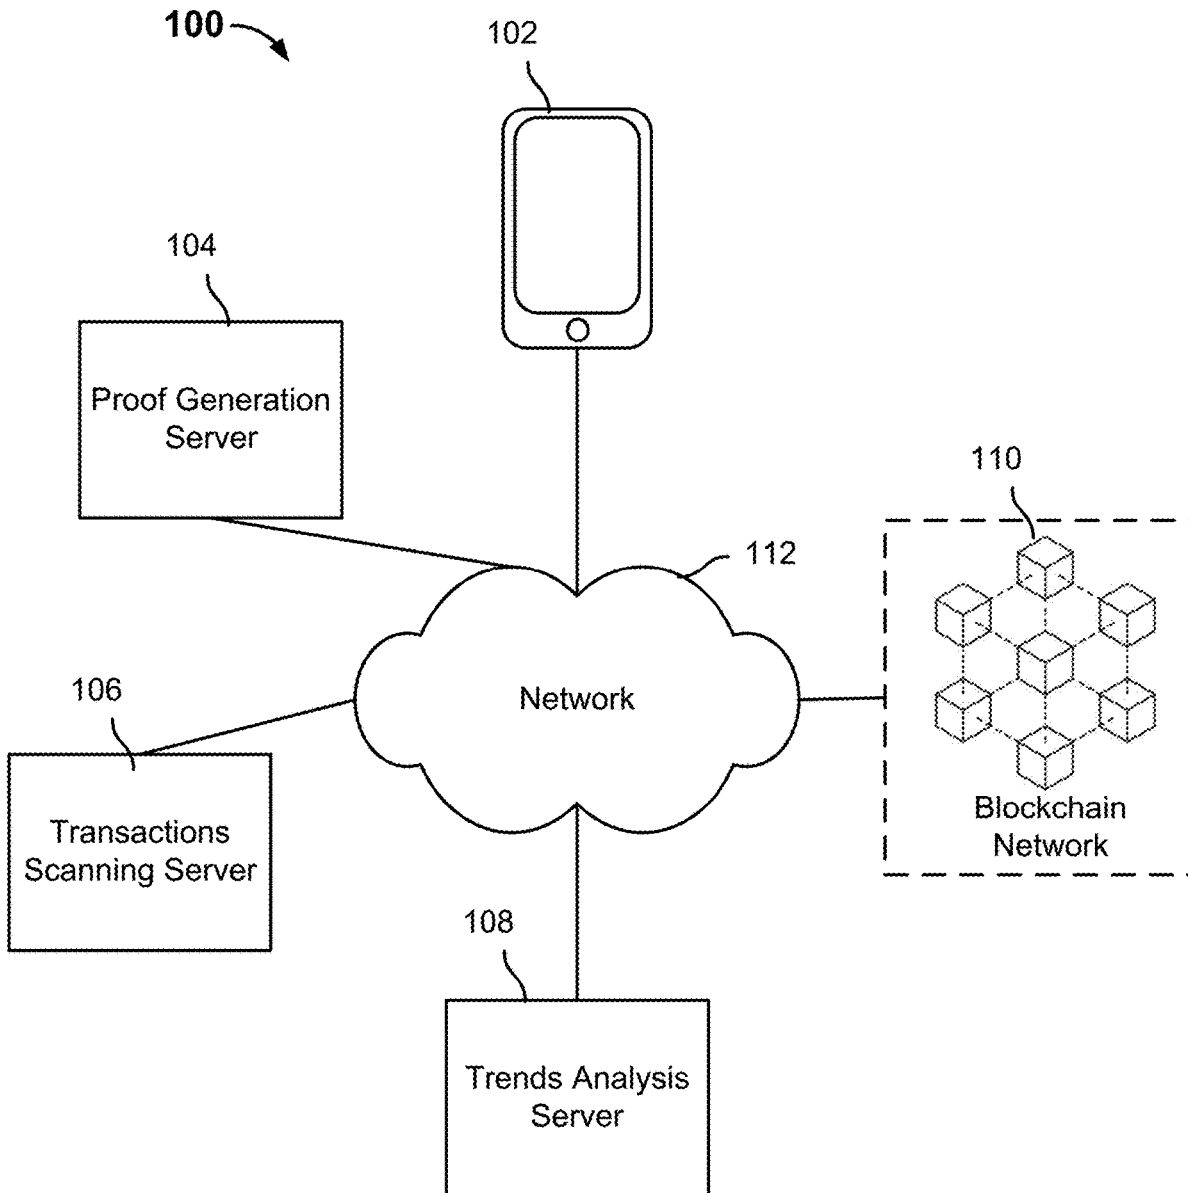 100
102
104
Proof Generation
Server
110
112
Network
106
Transactions
Scanning Server
Blockchain
Network
108
Trends Analysis
Server